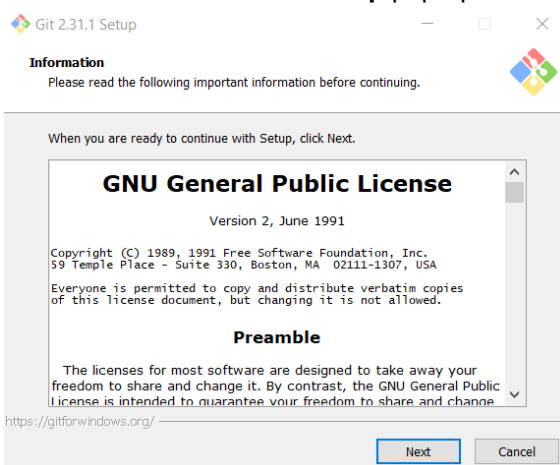 Git 2.31.1 Setup
Information
Please read the following important information before continuing.
When you are ready to continue with Setup, click Next.
GNU General Public License
Version 2, June 1991
Copyright (C) 1989, 1991 Free Software Foundation, Inc.
59 Temple Place - Suite 330, Boston, MA  02111-1307, USA
Everyone is permitted to copy and distribute verbatim copies
of this license document, but changing it is not allowed.
Preamble
The licenses for most software are designed to take away your
freedom to share and change it. By contrast, the GNU General Public
License is intended to guarantee your freedom to share and change
https://gitforwindows.org/
Next
Cancel